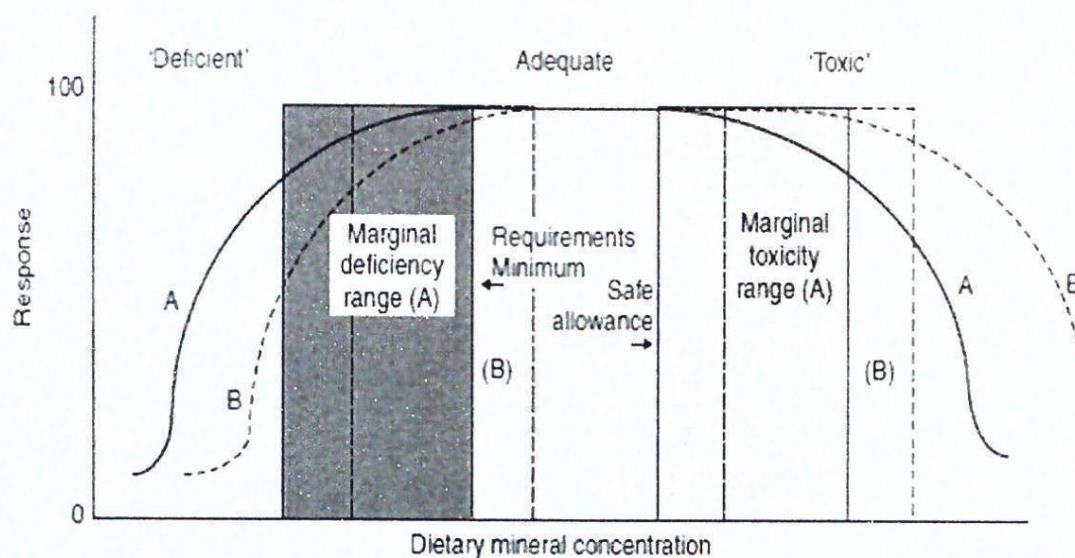 'Deficient' Adequate 'Toxic'
100
Response
A
B
Marginal
deficiency
range (A)
Requirements
Minimum
Safe
allowance
(B)
Marginal
toxicity
range (A)
(B)
A
B
0
Dietary mineral concentration